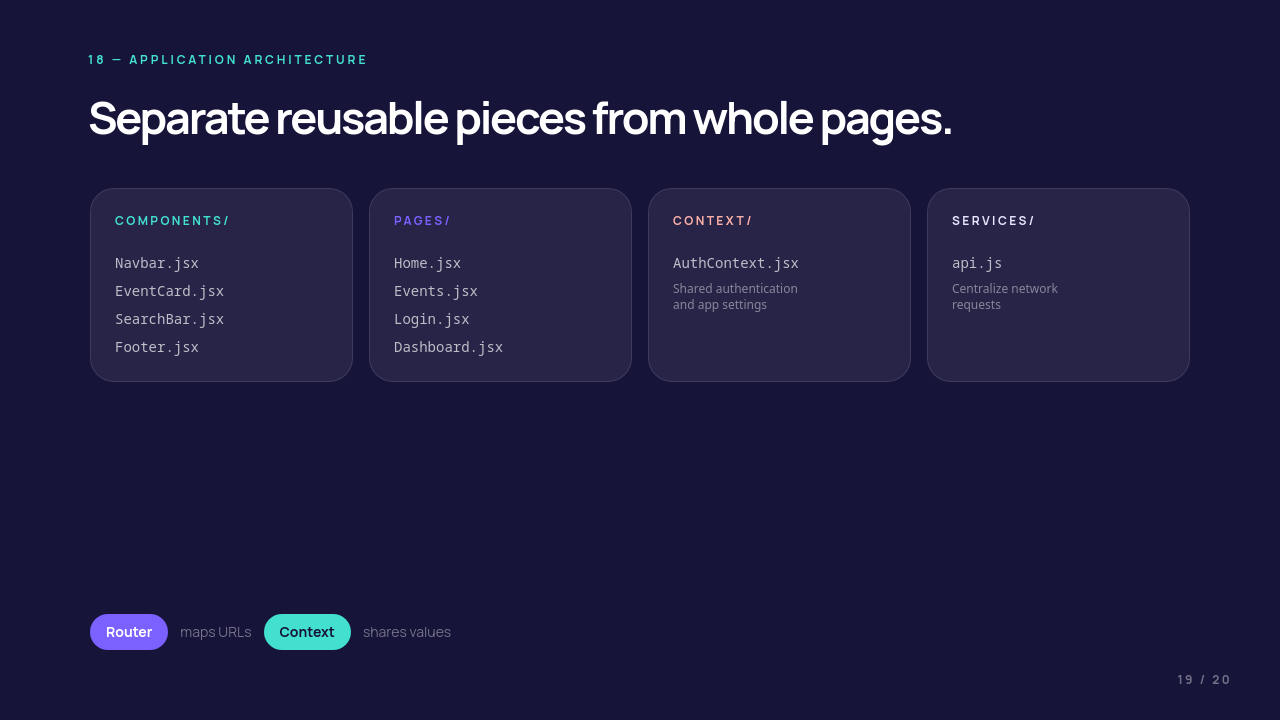 18 — APPLICATION ARCHITECTURE
Separate reusable pieces from whole pages.
COMPONENTS/
Navbar.jsx
EventCard.jsx
SearchBar.jsx
Footer.jsx
PAGES/
Home.jsx
Events.jsx
Login.jsx
Dashboard.jsx
CONTEXT/
AuthContext.jsx
Shared authentication
and app settings
SERVICES/
api.js
Centralize network
requests
Router maps URLs Context shares values
19 / 20